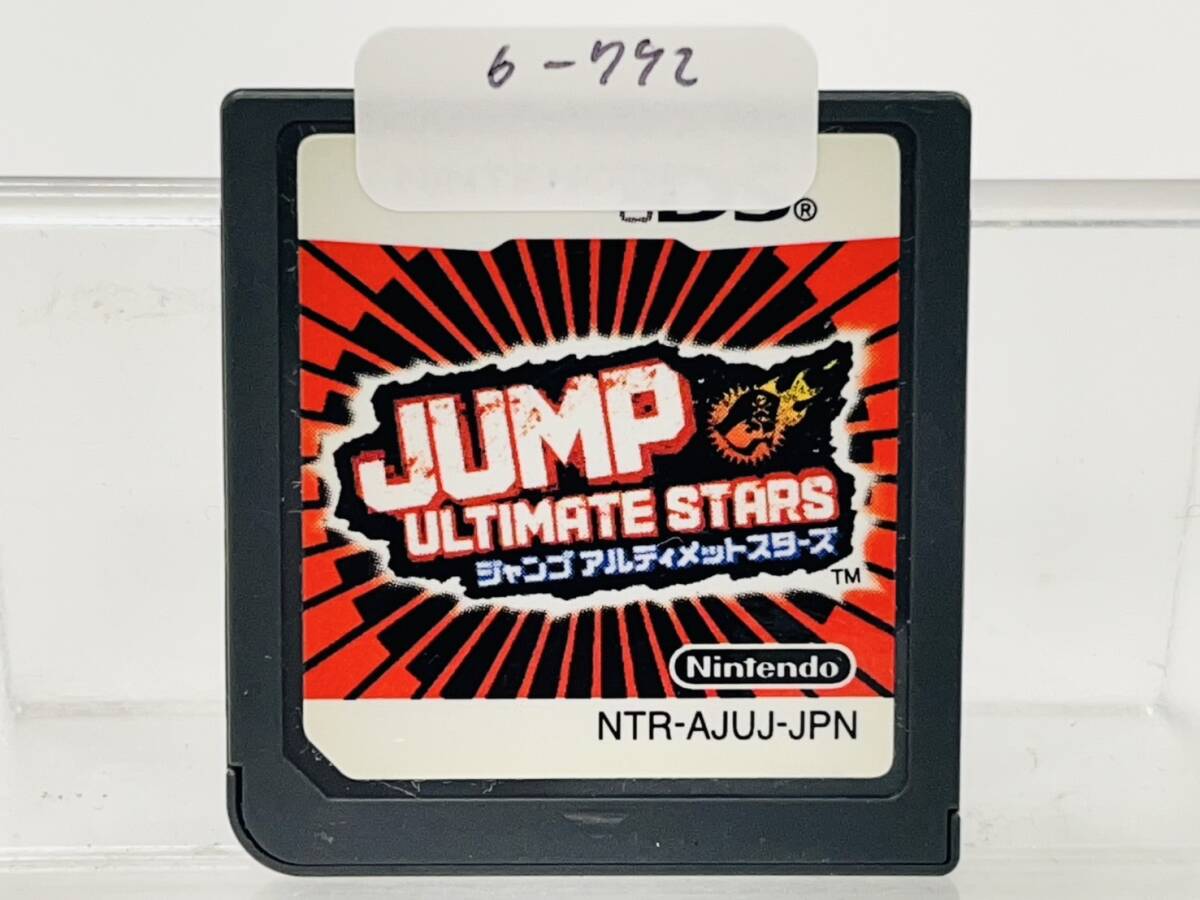 6-792
DS®
JUMP
ULTIMATE STARS
ジャンプ アルティメットスターズ
TM
Nintendo
NTR-AJUJ-JPN